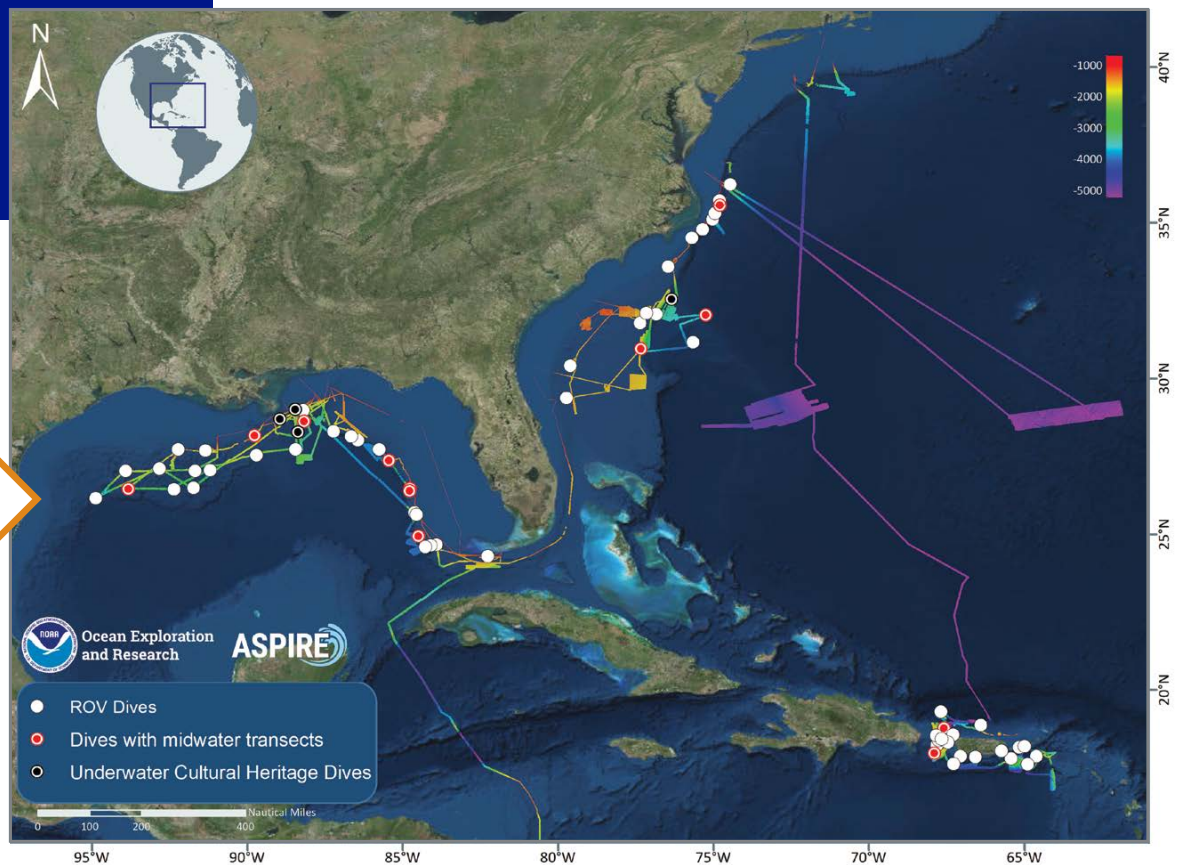 N
-1000
-2000
-3000
-4000
-5000
40°N
35°N
30°N
25°N
20°N
NOAA
Ocean Exploration
and Research
ASPIRE
ROV Dives
Dives with midwater transects
Underwater Cultural Heritage Dives
Nautical Miles
0 100 200 400
95°W 90°W 85°W 80°W 75°W 70°W 65°W